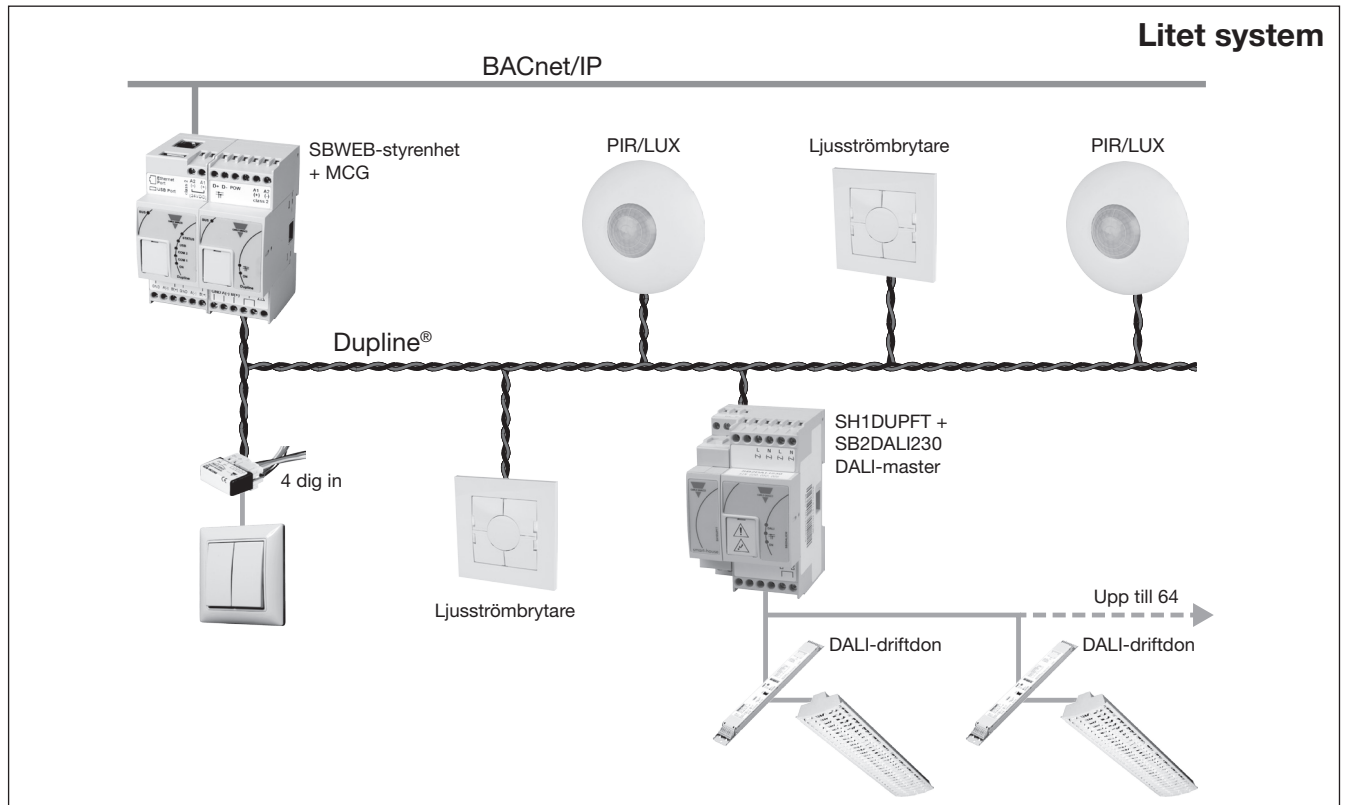 Litet system
BACnet/IP
SBWEB-styrenhet
+ MCG
PIR/LUX
Ljusströmbrytare
PIR/LUX
Dupline®
4 dig in
Ljusströmbrytare
SH1DUPFT +
SB2DALI230
DALI-master
Upp till 64
DALI-driftdon
DALI-driftdon